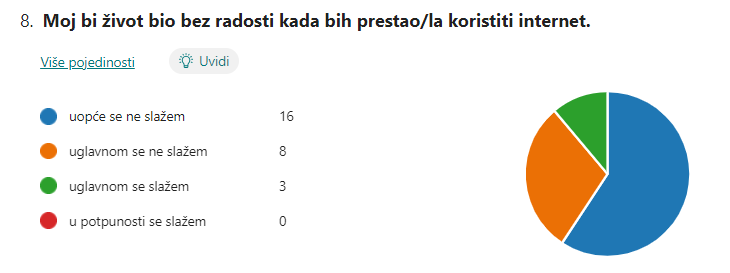 8. Moj bi život bio bez radosti kada bih prestao/la koristiti internet.
Više pojedinosti
Uvidi
uopće se ne slažem 16
uglavnom se ne slažem 8
uglavnom se slažem 3
u potpunosti se slažem 0